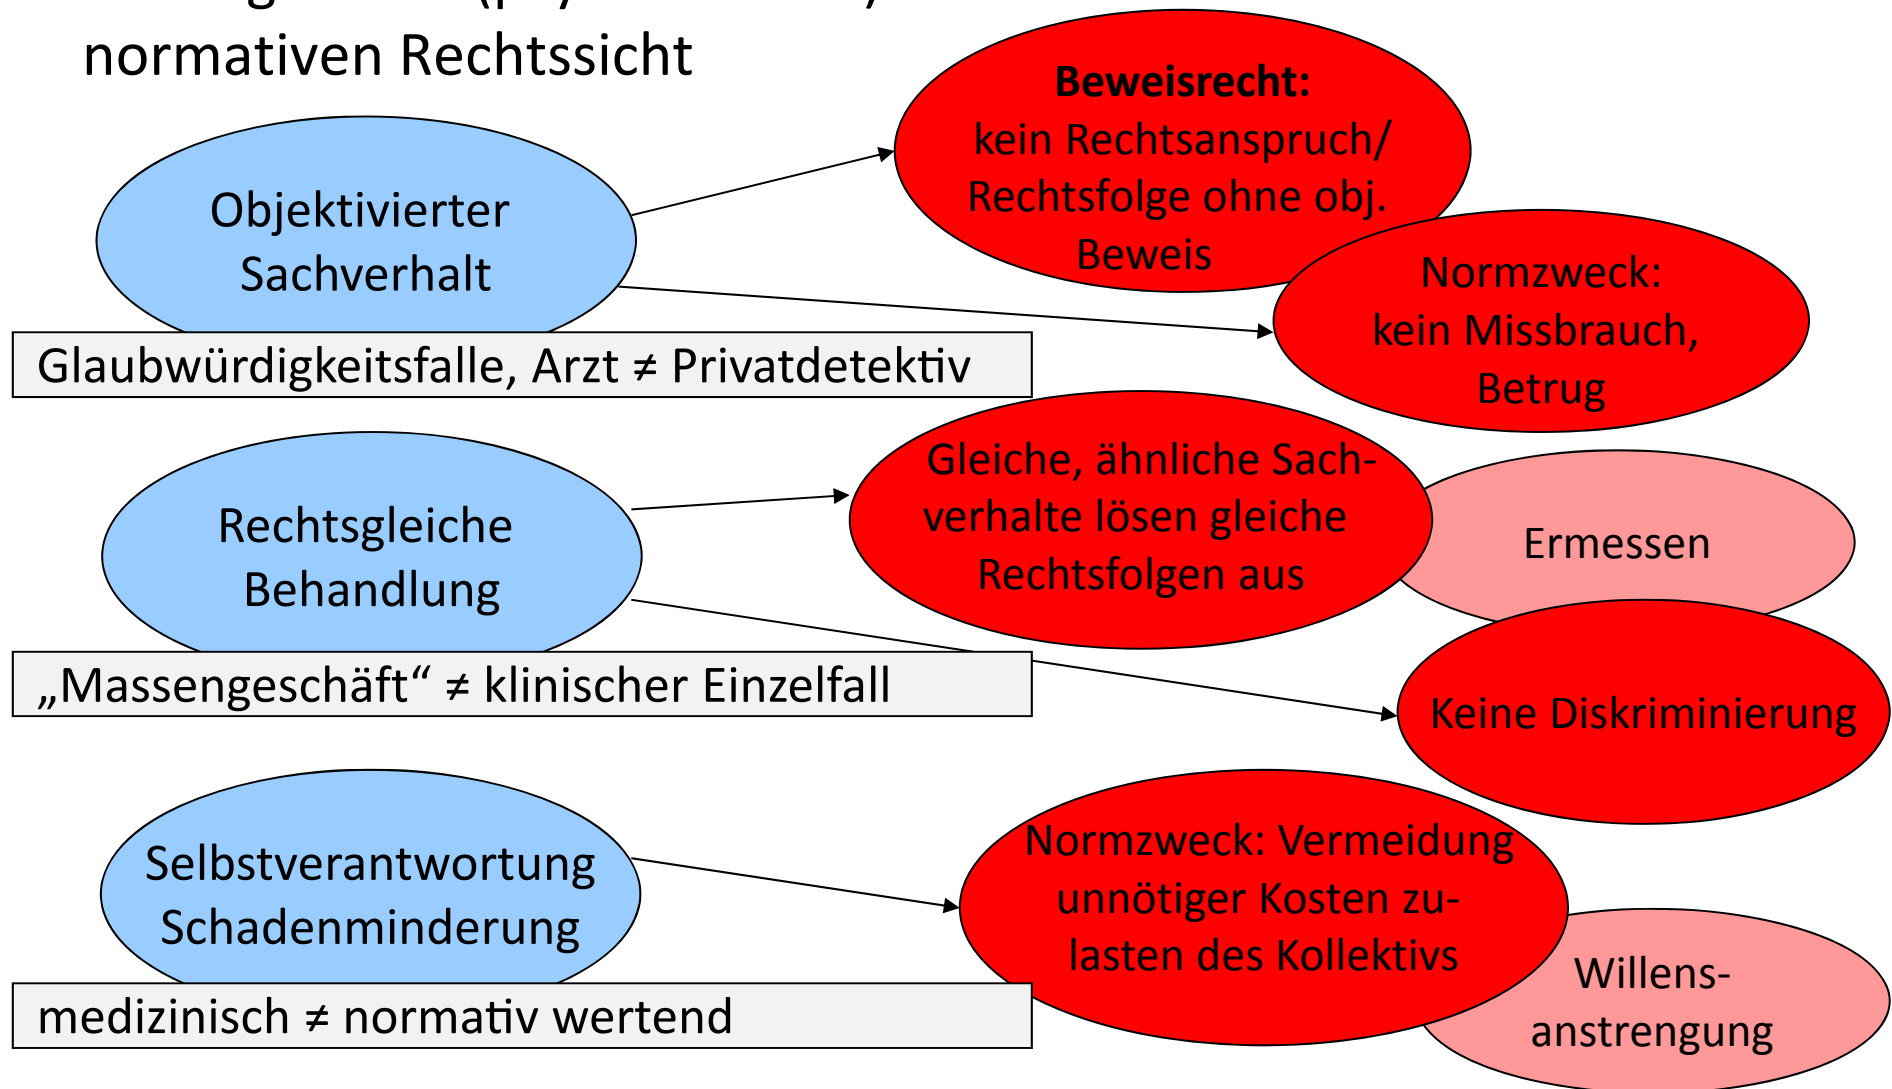 normativen Rechtssicht
Objektivierter
Sachverhalt
Beweisrecht:
kein Rechtsanspruch/
Rechtsfolge ohne obj.
Beweis
Normzweck:
kein Missbrauch,
Betrug
Glaubwürdigkeitsfalle, Arzt ≠ Privatdetektiv
Rechtsgleiche
Behandlung
Gleiche, ähnliche Sach-
verhalte lösen gleiche
Rechtsfolgen aus
Ermessen
Keine Diskriminierung
„Massengeschäft“ ≠ klinischer Einzelfall
Selbstverantwortung
Schadenminderung
Normzweck: Vermeidung
unnötiger Kosten zu-
lasten des Kollektivs
Willens-
anstrengung
medizinisch ≠ normativ wertend